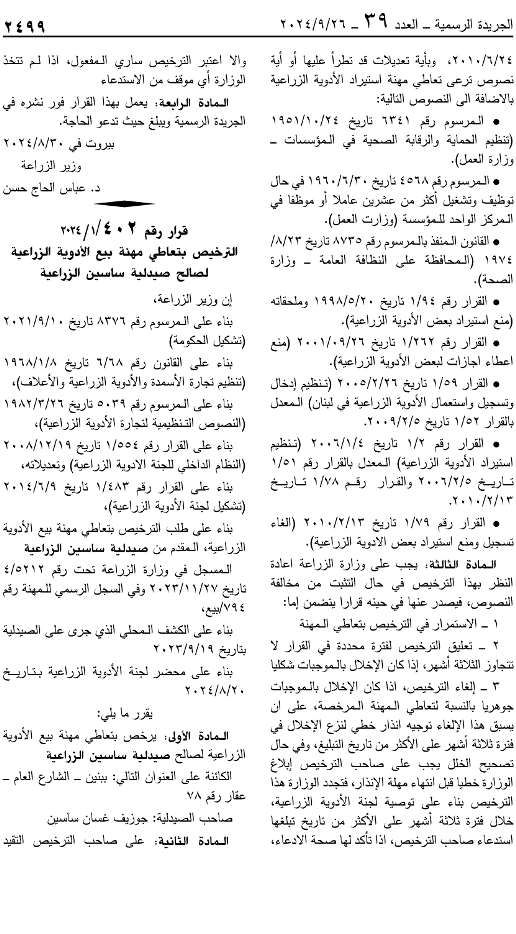 الجريدة الرسمية ــ العدد ٣٩ ــ ٢٠٢٤/٩/٢٦
٢٤٩٩
٢٠١٠/٦/٢٤، وبأية تعديلات قد تطرأ عليها أو أية
نصوص ترعى تعاطي مهنة استيراد الأدوية الزراعية
بالاضافة الى النصوص التالية:
● المرسوم رقم ٦٣٤١ تاريخ ١٩٥١/١٠/٢٤
(تنظيم الحماية والرقابة الصحية في المؤسسات ــ
وزارة العمل).
● المرسوم رقم ٤٥٦٨ تاريخ ١٩٦٠/٦/٣٠ في حال
توظيف وتشغيل أكثر من عشرين عاملا أو موظفا في
المركز الواحد للمؤسسة (وزارت العمل).
● القانون المنفذ بالمرسوم رقم ٨٧٣٥ تاريخ ٨/٢٣/
١٩٧٤ (المحافظة على النظافة العامة ــ وزارة
الصحة).
● القرار رقم ١/٩٤ تاريخ ١٩٩٨/٥/٢٠ وملحقاته
(منع استيراد بعض الأدوية الزراعية).
● القرار رقم ١/٢٦٢ تاريخ ٢٠٠١/٠٩/٢٦ (منع
اعطاء اجازات لبعض الأدوية الزراعية).
● القرار رقم ١/٥٩ تاريخ ٢٠٠٥/٢/٢٦ (تنظيم إدخال
وتسجيل واستعمال الأدوية الزراعية في لبنان) المعدل
بالقرار ١/٥٢ تاريخ ٢٠٠٩/٢/٥.
● القرار رقم ١/٢ تاريخ ٢٠٠٦/١/٤ (تنظيم
استيراد الأدوية الزراعية) المعدل بالقرار رقم ١/٥١
تاريخ ٢٠٠٦/٢/٥ والقرار رقم ١/٧٨ تاريخ
٢٠١٠/٢/١٣.
● القرار رقم ١/٧٩ تاريخ ٢٠١٠/٢/١٣ (الغاء
تسجيل ومنع استيراد بعض الادوية الزراعية).
المادة الثالثة: يجب على وزارة الزراعة اعادة
النظر بهذا الترخيص في حال التثبت من مخالفة
النصوص، فيصدر عنها في حينه قرارا يتضمن إما:
١ ــ الاستمرار في الترخيص بتعاطي المهنة
٢ ــ تعليق الترخيص لفترة محددة في القرار لا
تتجاوز الثلاثة أشهر، إذا كان الإخلال بالموجبات شكليا
٣ ــ إلغاء الترخيص، اذا كان الإخلال بالموجبات
جوهريا بالنسبة لتعاطي المهنة المرخصة، على ان
يسبق هذا الإلغاء توجيه انذار خطي لنزع الإخلال في
فترة ثلاثة أشهر على الأكثر من تاريخ التبليغ، وفي حال
تصحيح الخلل يجب على صاحب الترخيص إبلاغ
الوزارة خطيا قبل انتهاء مهلة الإنذار، فتجدد الوزارة هذا
الترخيص بناء على توصية لجنة الأدوية الزراعية،
خلال فترة ثلاثة أشهر على الأكثر من تاريخ تبلغها
استدعاء صاحب الترخيص، اذا تأكد لها صحة الادعاء،
والا اعتبر الترخيص ساري المفعول، اذا لم تتخذ
الوزارة أي موقف من الاستدعاء
المادة الرابعة: يعمل بهذا القرار فور نشره في
الجريدة الرسمية ويبلغ حيث تدعو الحاجة.
بيروت في ٢٠٢٤/٨/٣٠
وزير الزراعة
د. عباس الحاج حسن
قرار رقم ١/٤٠٢/٢٠٢٤
الترخيص بتعاطي مهنة بيع الأدوية الزراعية
لصالح صيدلية ساسين الزراعية
إن وزير الزراعة،
بناء على المرسوم رقم ٨٣٧٦ تاريخ ٢٠٢١/٩/١٠
(تشكيل الحكومة)
بناء على القانون رقم ٦/٦٨ تاريخ ١٩٦٨/١/٨
(تنظيم تجارة الأسمدة والأدوية الزراعية والأعلاف)،
بناء على المرسوم رقم ٥٠٣٩ تاريخ ١٩٨٢/٣/٢٦
(النصوص التنظيمية لتجارة الأدوية الزراعية)،
بناء على القرار رقم ١/٥٥٤ تاريخ ٢٠٠٨/١٢/١٩
(النظام الداخلي للجنة الادوية الزراعية) وتعديلاته،
بناء على القرار رقم ١/٤٨٣ تاريخ ٢٠١٤/٦/٩
(تشكيل لجنة الأدوية الزراعية)،
بناء على طلب الترخيص بتعاطي مهنة بيع الأدوية
الزراعية، المقدم من صيدلية ساسين الزراعية
المسجل في وزارة الزراعة تحت رقم ٤/٥٢١٢
تاريخ ٢٠٢٣/١١/٢٧ وفي السجل الرسمي للمهنة رقم
٧٩٤/بيع،
بناء على الكشف المحلي الذي جرى على الصيدلية
بتاريخ ٢٠٢٣/٩/١٩
بناء على محضر لجنة الأدوية الزراعية بتاريخ
٢٠٢٤/٨/٢٠
يقرر ما يلي:
المادة الأولى: يرخص بتعاطي مهنة بيع الأدوية
الزراعية لصالح صيدلية ساسين الزراعية
الكائنة على العنوان التالي: ببنين ــ الشارع العام ــ
عقار رقم ٧٨
صاحب الصيدلية: جوزيف غسان ساسين
المادة الثانية: على صاحب الترخيص التقيد